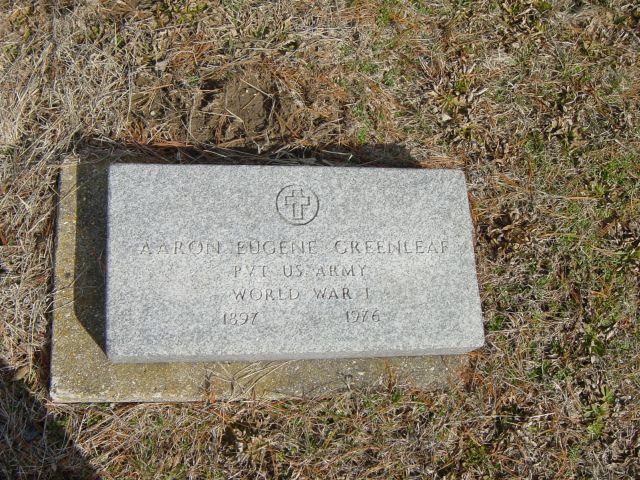 AARON EUGENE GREENLEAF
PVT US ARMY
WORLD WAR I
1897 1976